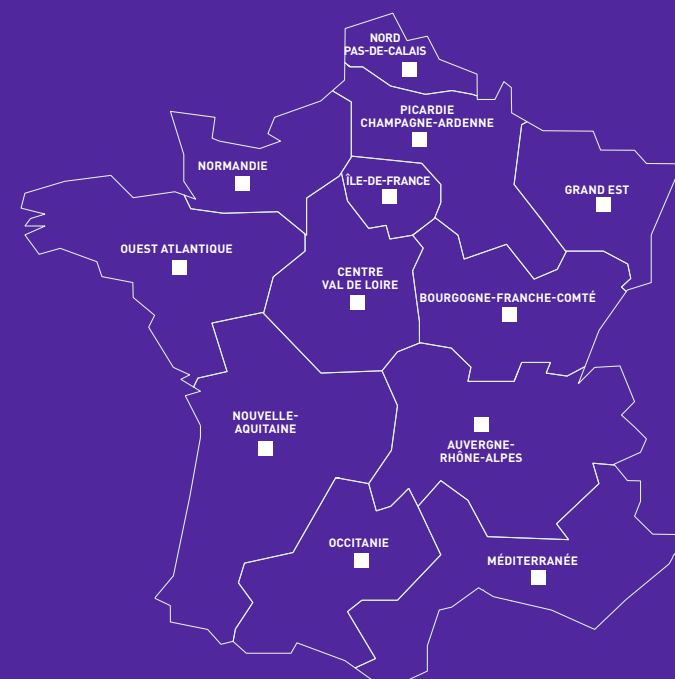 NORD
PAS-DE-CALAIS
PICARDIE
CHAMPAGNE-ARDENNE
NORMANDIE
ÎLE-DE-FRANCE
GRAND EST
OUEST ATLANTIQUE
CENTRE
VAL DE LOIRE
BOURGOGNE-FRANCHE-COMTÉ
NOUVELLE-
AQUITAINE
AUVERGNE-
RHÔNE-ALPES
OCCITANIE
MÉDITERRANÉE